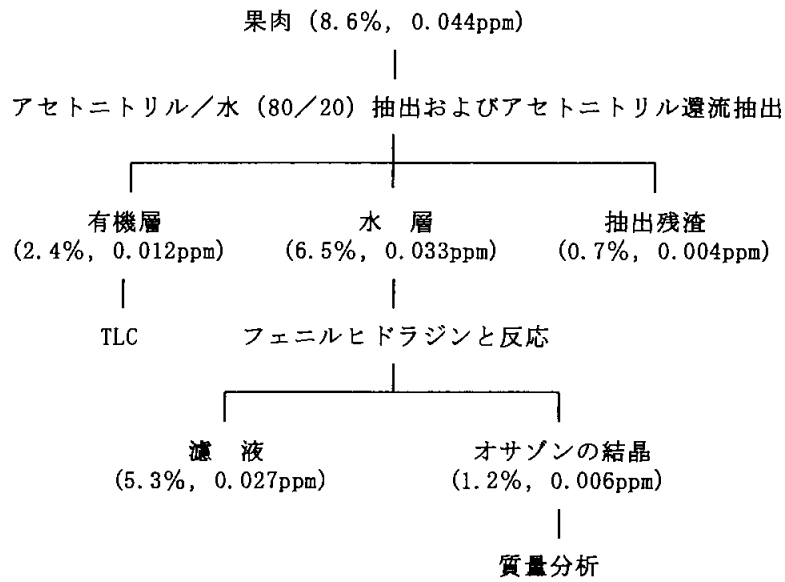 果肉 (8.6%, 0.044ppm)
アセトニトリル／水 (80／20) 抽出およびアセトニトリル還流抽出
有機層 水 層 抽出残渣
(2.4%, 0.012ppm) (6.5%, 0.033ppm) (0.7%, 0.004ppm)
TLC フェニルヒドラジンと反応
濾 液 オサゾンの結晶
(5.3%, 0.027ppm) (1.2%, 0.006ppm)
質量分析